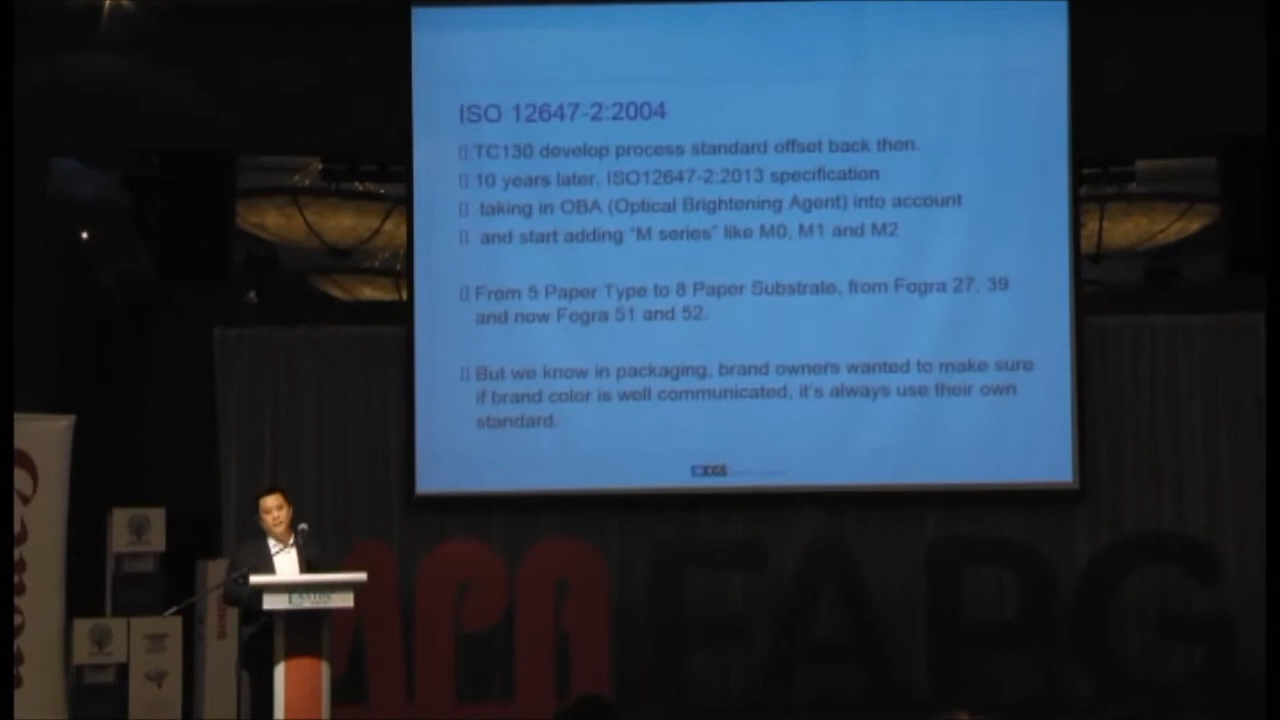 ISO 12647-2:2004
TC130 develop process standard offset back then.
10 years later, ISO12647-2:2013 specification
taking in OBA (Optical Brightening Agent) into account
and start adding "M series" like M0, M1 and M2
From 5 Paper Type to 8 Paper Substrate, from Fogra 27, 39
and now Fogra 51 and 52.
But we know in packaging, brand owners wanted to make sure
if brand color is well communicated, it's always use their own
standard.
Canon